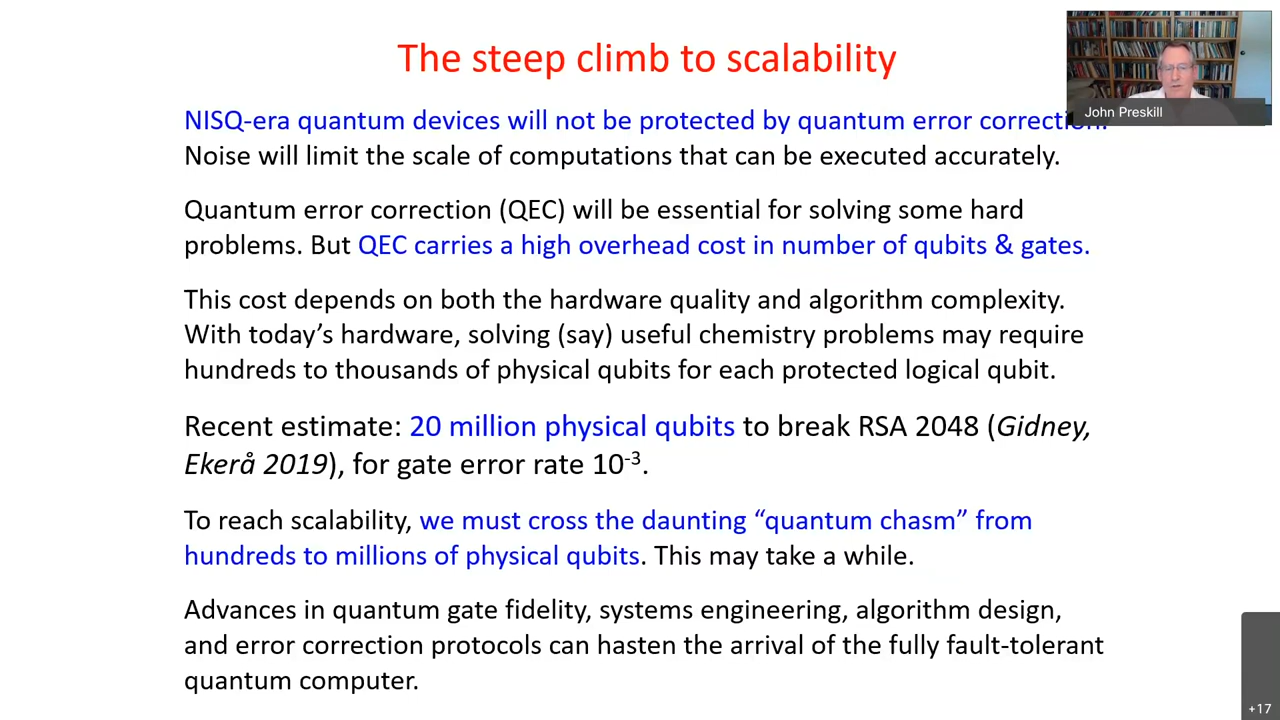 The steep climb to scalability
John Preskill
NISQ-era quantum devices will not be protected by quantum error correction.
Noise will limit the scale of computations that can be executed accurately.
Quantum error correction (QEC) will be essential for solving some hard
problems. But QEC carries a high overhead cost in number of qubits & gates.
This cost depends on both the hardware quality and algorithm complexity.
With today’s hardware, solving (say) useful chemistry problems may require
hundreds to thousands of physical qubits for each protected logical qubit.
Recent estimate: 20 million physical qubits to break RSA 2048 (Gidney,
Ekerå 2019), for gate error rate 10⁻³.
To reach scalability, we must cross the daunting “quantum chasm” from
hundreds to millions of physical qubits. This may take a while.
Advances in quantum gate fidelity, systems engineering, algorithm design,
and error correction protocols can hasten the arrival of the fully fault-tolerant
quantum computer.
+17